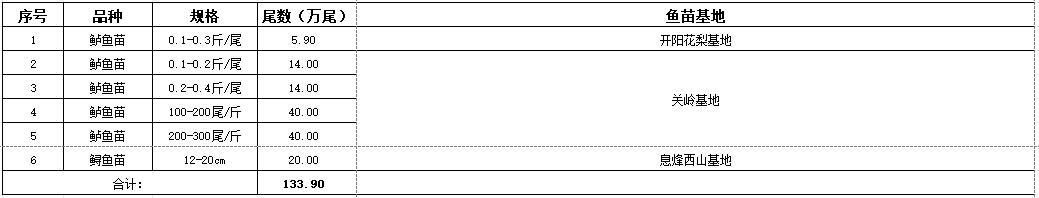 序号 品种 规格 尾数（万尾） 鱼苗基地
1 鲈鱼苗 0.1-0.3斤/尾 5.90 开阳花梨基地
2 鲈鱼苗 0.1-0.2斤/尾 14.00
3 鲈鱼苗 0.2-0.4斤/尾 14.00
关岭基地
4 鲈鱼苗 100-200尾/斤 40.00
5 鲈鱼苗 200-300尾/斤 40.00
6 鲟鱼苗 12-20cm 20.00 息烽西山基地
合计： 133.90